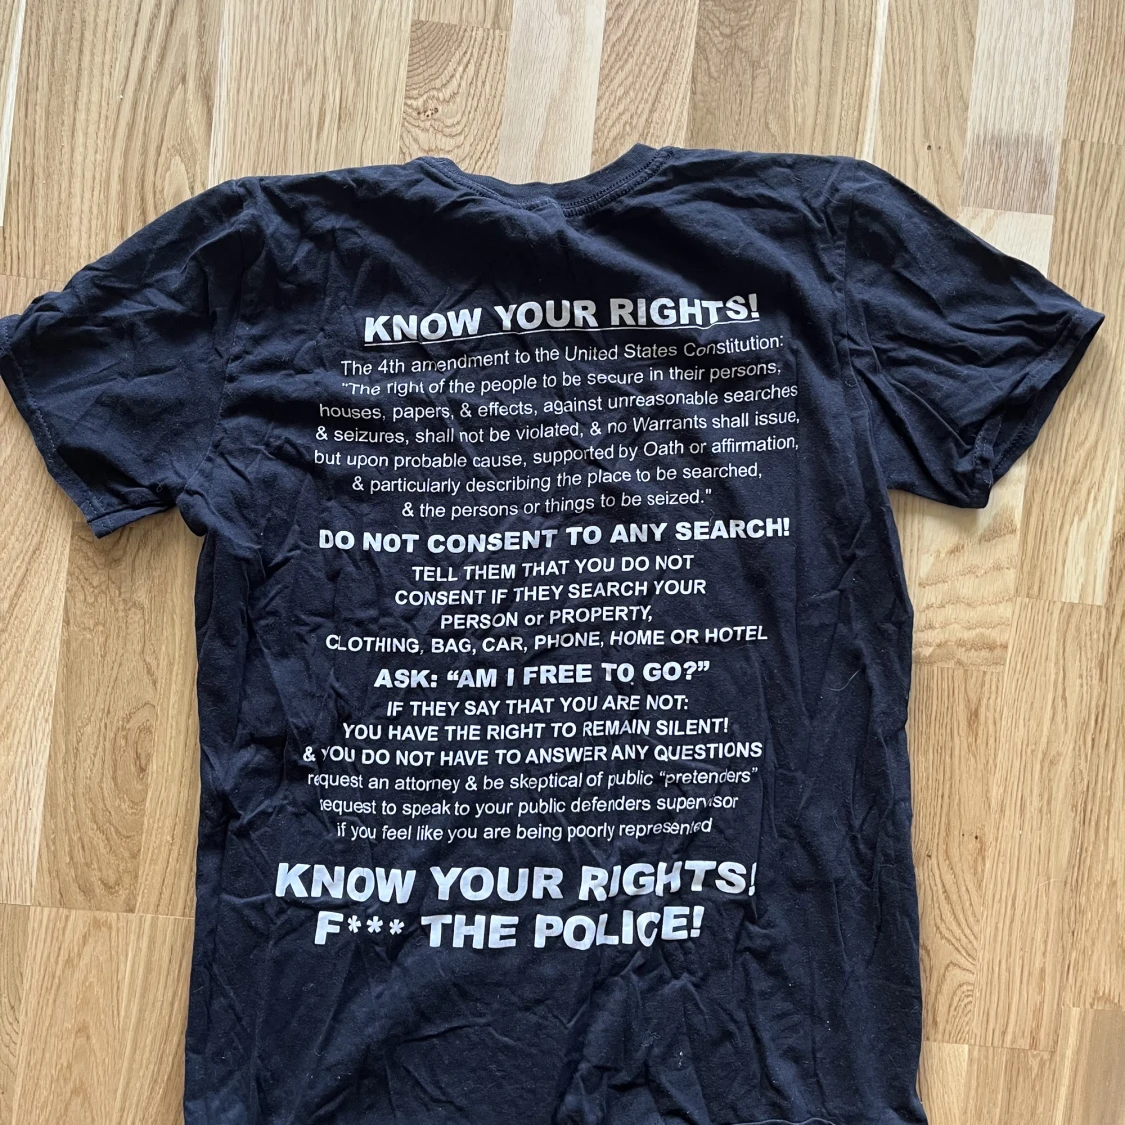 KNOW YOUR RIGHTS!
The 4th amendment to the United States Constitution:
"The right of the people to be secure in their persons,
houses, papers, & effects, against unreasonable searches
& seizures, shall not be violated, & no Warrants shall issue,
but upon probable cause, supported by Oath or affirmation,
& particularly describing the place to be searched,
& the persons or things to be seized."
DO NOT CONSENT TO ANY SEARCH!
TELL THEM THAT YOU DO NOT
CONSENT IF THEY SEARCH YOUR
PERSON or PROPERTY,
CLOTHING, BAG, CAR, PHONE, HOME OR HOTEL
ASK: “AM I FREE TO GO?”
IF THEY SAY THAT YOU ARE NOT:
YOU HAVE THE RIGHT TO REMAIN SILENT!
& YOU DO NOT HAVE TO ANSWER ANY QUESTIONS
request an attorney & be skeptical of public “pretenders”
request to speak to your public defenders supervisor
if you feel like you are being poorly represented
KNOW YOUR RIGHTS!
F*** THE POLICE!